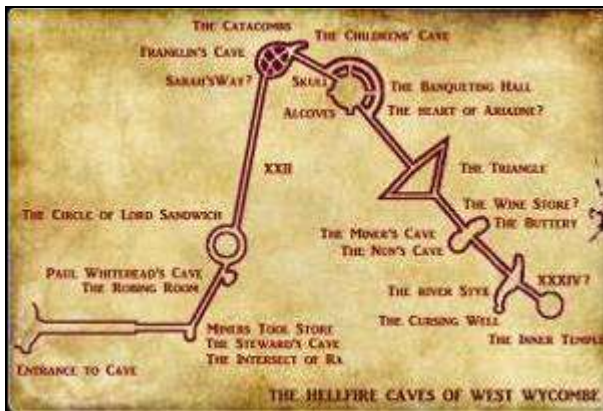 The Catacombs
The Childrens' Cave
Franklin's Cave
Sarah's Way?
Skull
The Banqueting Hall
Alcoves
The heart of Ariadne?
XXII
The Triangle
The Wine Store?
The Buttery
The Circle of Lord Sandwich
The Miner's Cave
The Nun's Cave
Paul Whitehead's Cave
The Robing Room
The River Styx
XXXIV?
The Cursing Well
The Inner Temple
Miners Tool Store
The Steward's Cave
The Intersect of Ra
Entrance to Cave
The Hellfire Caves of West Wycombe